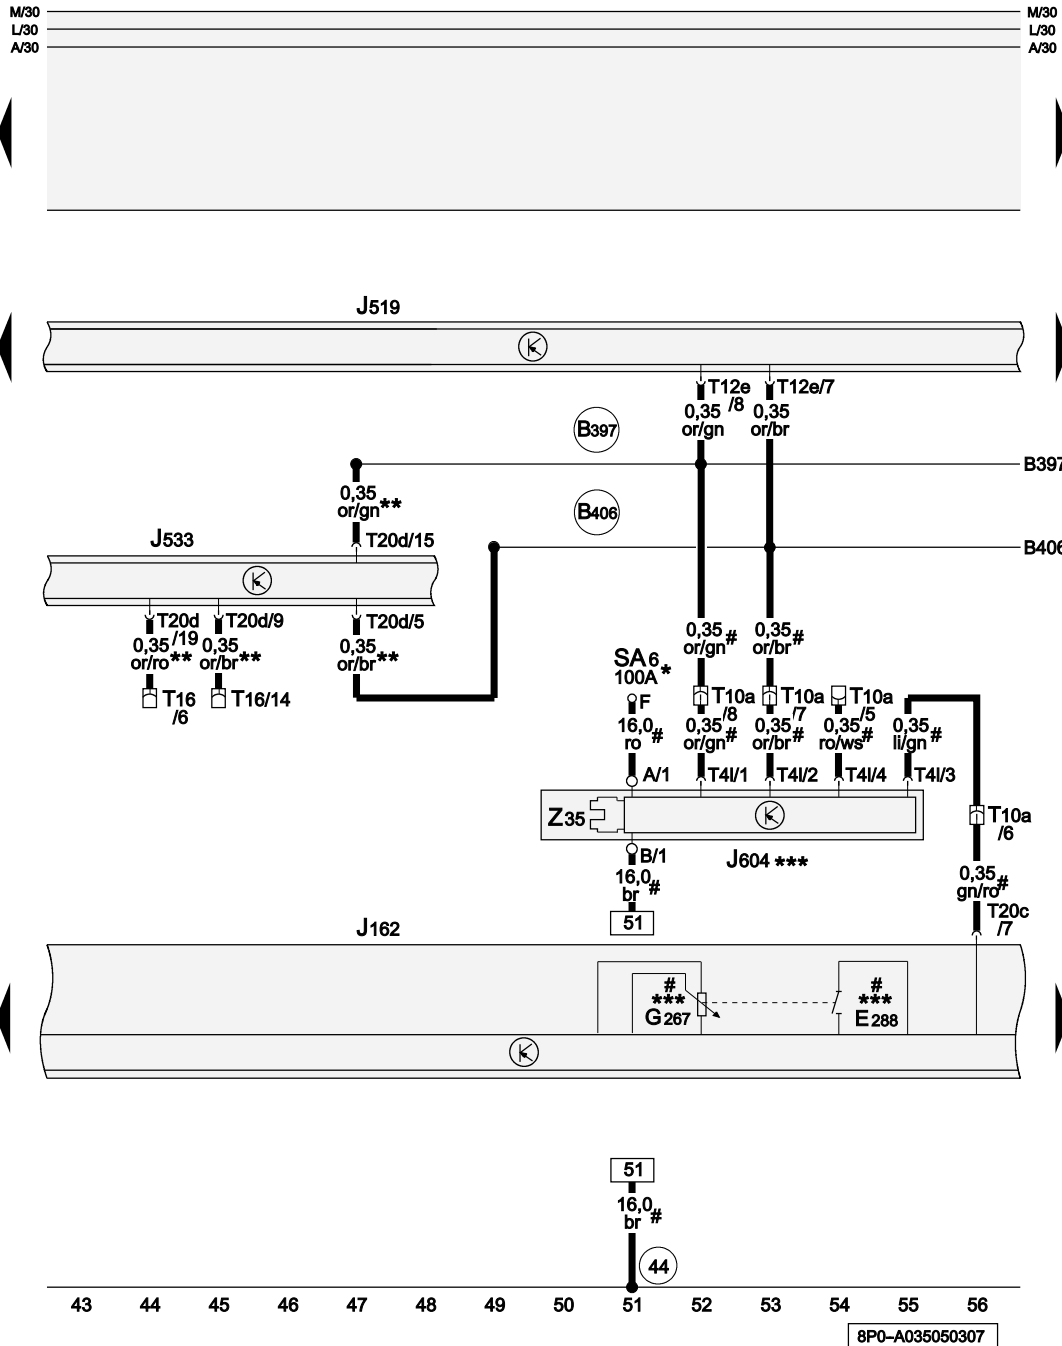 M/30 M/30
L/30 L/30
A/30 A/30
J519
T12e /8 T12e/7
0,35 or/gn
0,35 or/br
B397
B397
0,35 or/gn**
B406
T20d/15
J533
B406
T20d /19 T20d/9 T20d/5
0,35 or/ro**
0,35 or/br**
0,35 or/br**
T16 /6
T16/14
0,35 or/gn#
0,35 or/br#
SA6 100A*
F
T10a /8
T10a /7
T10a /5
16,0 ro #
0,35 or/gn#
0,35 or/br#
0,35 ro/ws#
0,35 li/gn#
A/1 T4l/1 T4l/2 T4l/4 T4l/3
Z35
T10a /6
B/1
J604 ***
16,0 br #
0,35 gn/ro#
51
T20c /7
J162
# *** G267
# *** E288
51
16,0 br #
44
43 44 45 46 47 48 49 50 51 52 53 54 55 56
8P0–A035050307